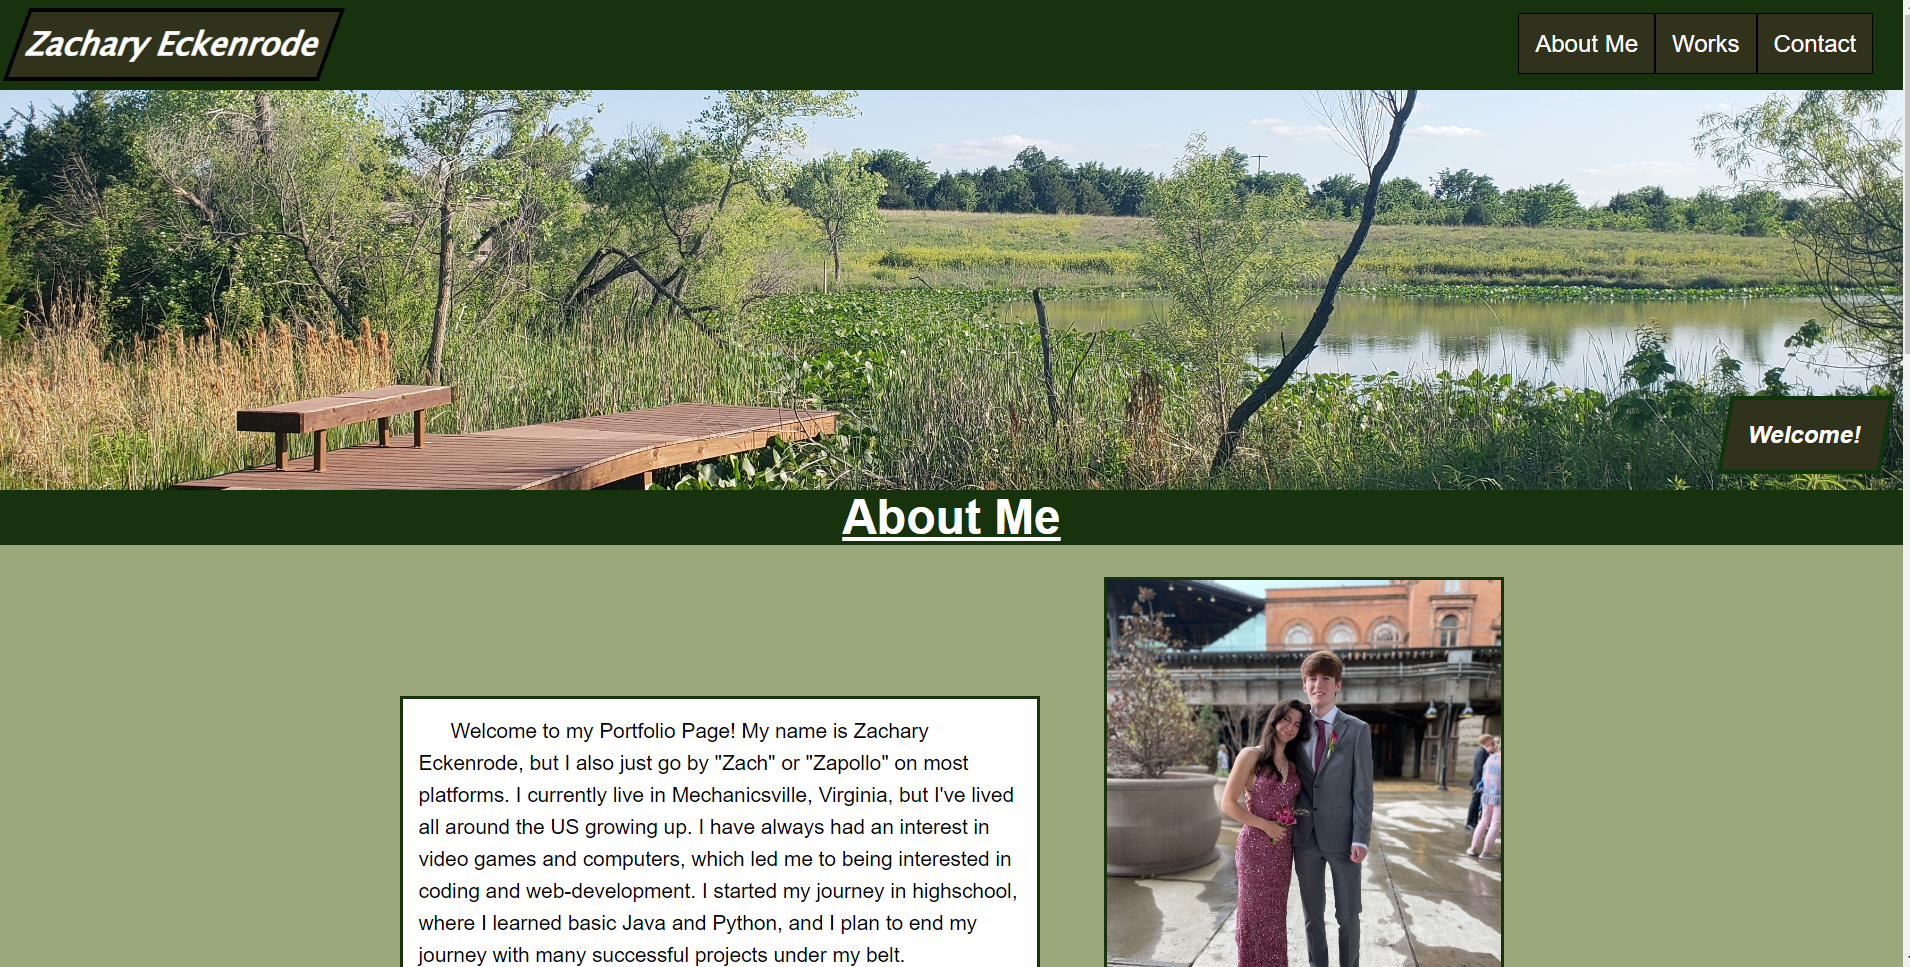 Zachary Eckenrode
About Me
Works
Contact
Welcome!
About Me
Welcome to my Portfolio Page! My name is Zachary
Eckenrode, but I also just go by "Zach" or "Zapollo" on most
platforms. I currently live in Mechanicsville, Virginia, but I've lived
all around the US growing up. I have always had an interest in
video games and computers, which led me to being interested in
coding and web-development. I started my journey in highschool,
where I learned basic Java and Python, and I plan to end my
journey with many successful projects under my belt.